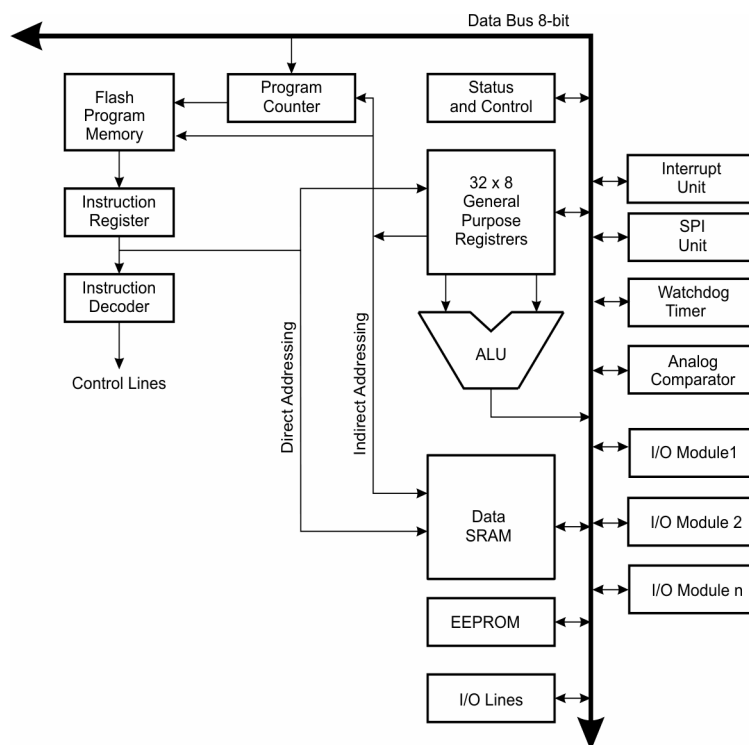 Data Bus 8-bit
Flash
Program
Memory
Program
Counter
Status
and Control
Instruction
Register
32 x 8
General
Purpose
Registrers
Interrupt
Unit
SPI
Unit
Instruction
Decoder
Watchdog
Timer
Control Lines
Direct Addressing
Indirect Addressing
ALU
Analog
Comparator
I/O Module1
Data
SRAM
I/O Module 2
I/O Module n
EEPROM
I/O Lines